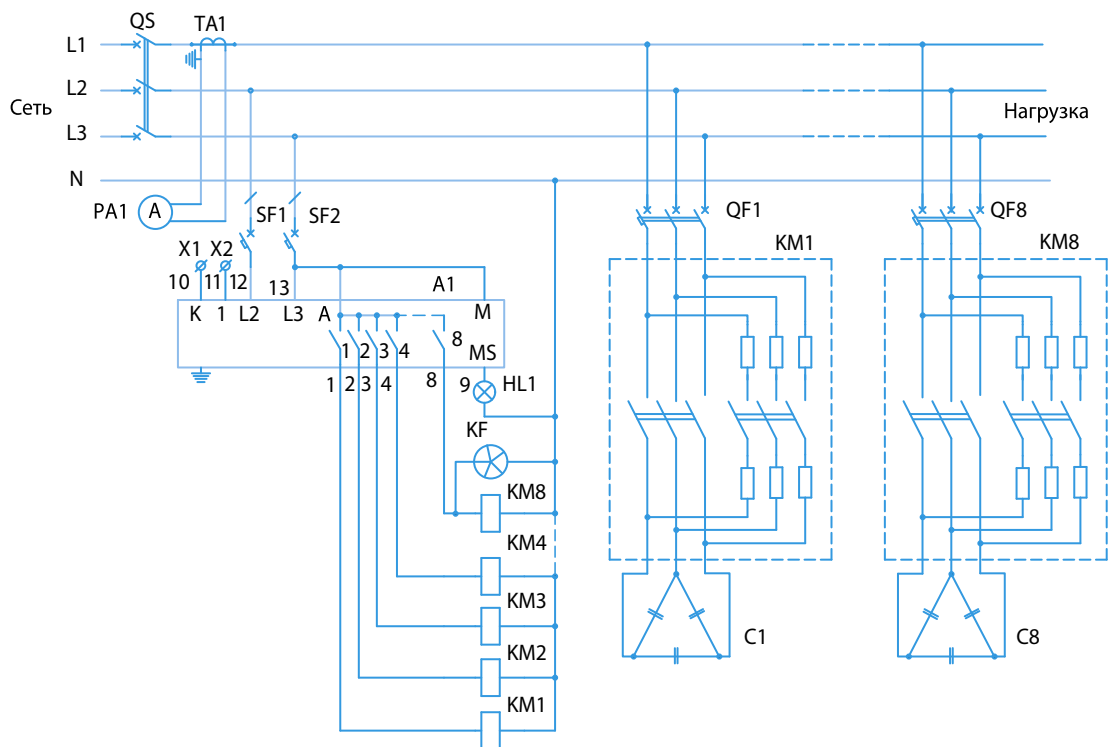 QS
TA1
L1
L2
Сеть
Нагрузка
L3
N
PA1
A
SF1
SF2
QF1
QF8
X1
X2
KM1
KM8
10
11
12
13
A1
K
1
L2
L3
A
M
1
2
3
4
8
MS
1
2
3
4
8
9
HL1
KF
KM8
KM4
KM3
KM2
KM1
C1
C8